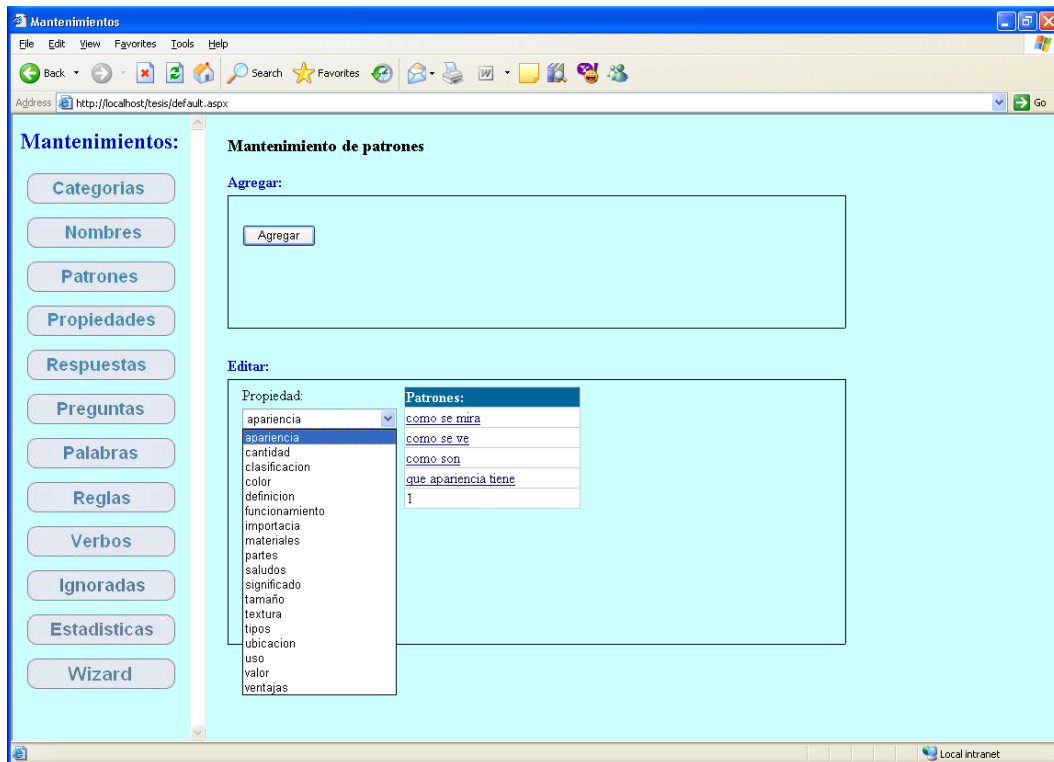 Mantenimientos
File Edit View Favorites Tools Help
Back Search Favorites
Address http://localhost/tesis/default.aspx Go
Mantenimientos:
Categorias
Nombres
Patrones
Propiedades
Respuestas
Preguntas
Palabras
Reglas
Verbos
Ignoradas
Estadisticas
Wizard
Mantenimiento de patrones
Agregar:
Agregar
Editar:
Propiedad:
apariencia
apariencia
cantidad
clasificacion
color
definicion
funcionamiento
importacia
materiales
partes
saludos
significado
tamaño
textura
tipos
ubicacion
uso
valor
ventajas
Patrones:
como se mira
como se ve
como son
que apariencia tiene
1
Local intranet